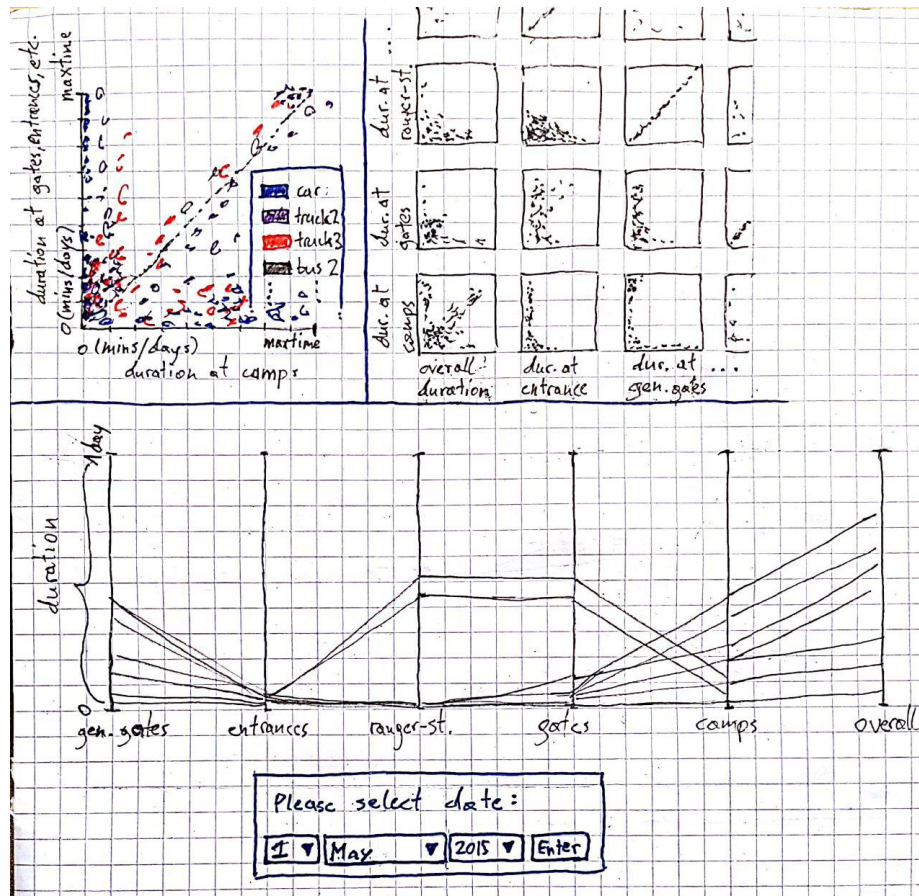 duration at gates, entrances, etc.
0 (mins/days)
maxtime
car
truck2
truck3
bus 2
0 (mins/days)
maxtime
duration at camps
...
dur. at
ranger-st.
dur. at
gates
dur. at
camps
overall
duration
dur. at
entrance
dur. at
gen. gates
...
duration
1 day
0
gen. gates
entrances
ranger-st.
gates
camps
overall
Please select date:
1 ▼ May ▼ 2015 ▼ Enter